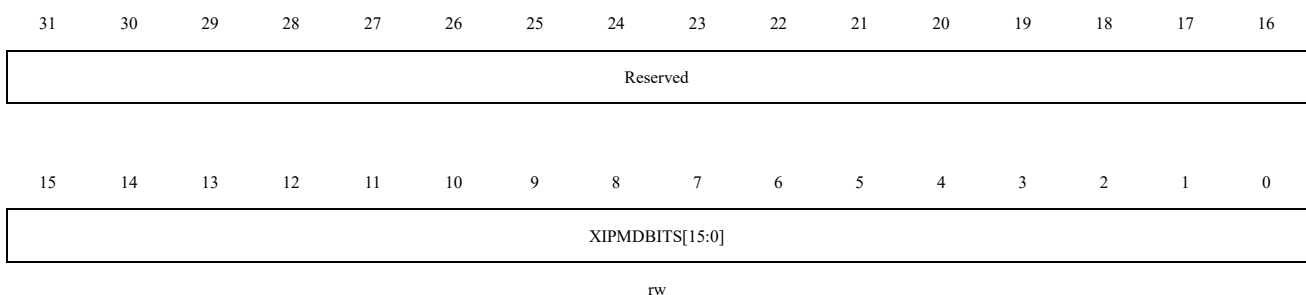 31 30 29 28 27 26 25 24 23 22 21 20 19 18 17 16
Reserved
15 14 13 12 11 10 9 8 7 6 5 4 3 2 1 0
XIPMDBITS[15:0]
rw